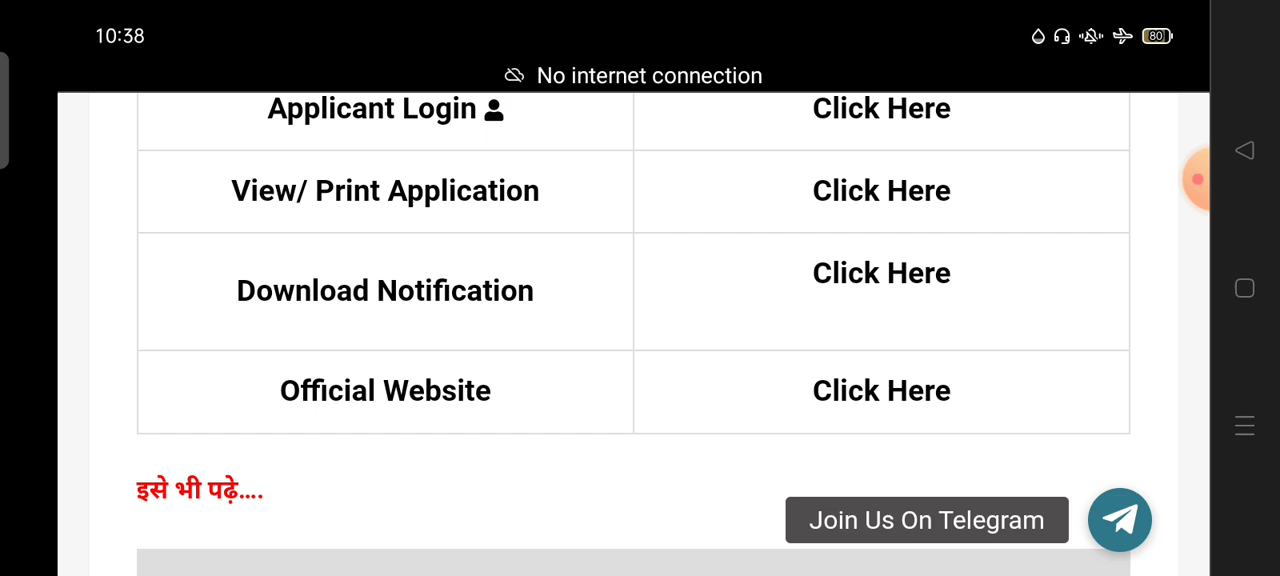 10:38
80
No internet connection
Applicant Login Click Here
View/ Print Application Click Here
Download Notification Click Here
Official Website Click Here
इसे भी पढ़े....
Join Us On Telegram